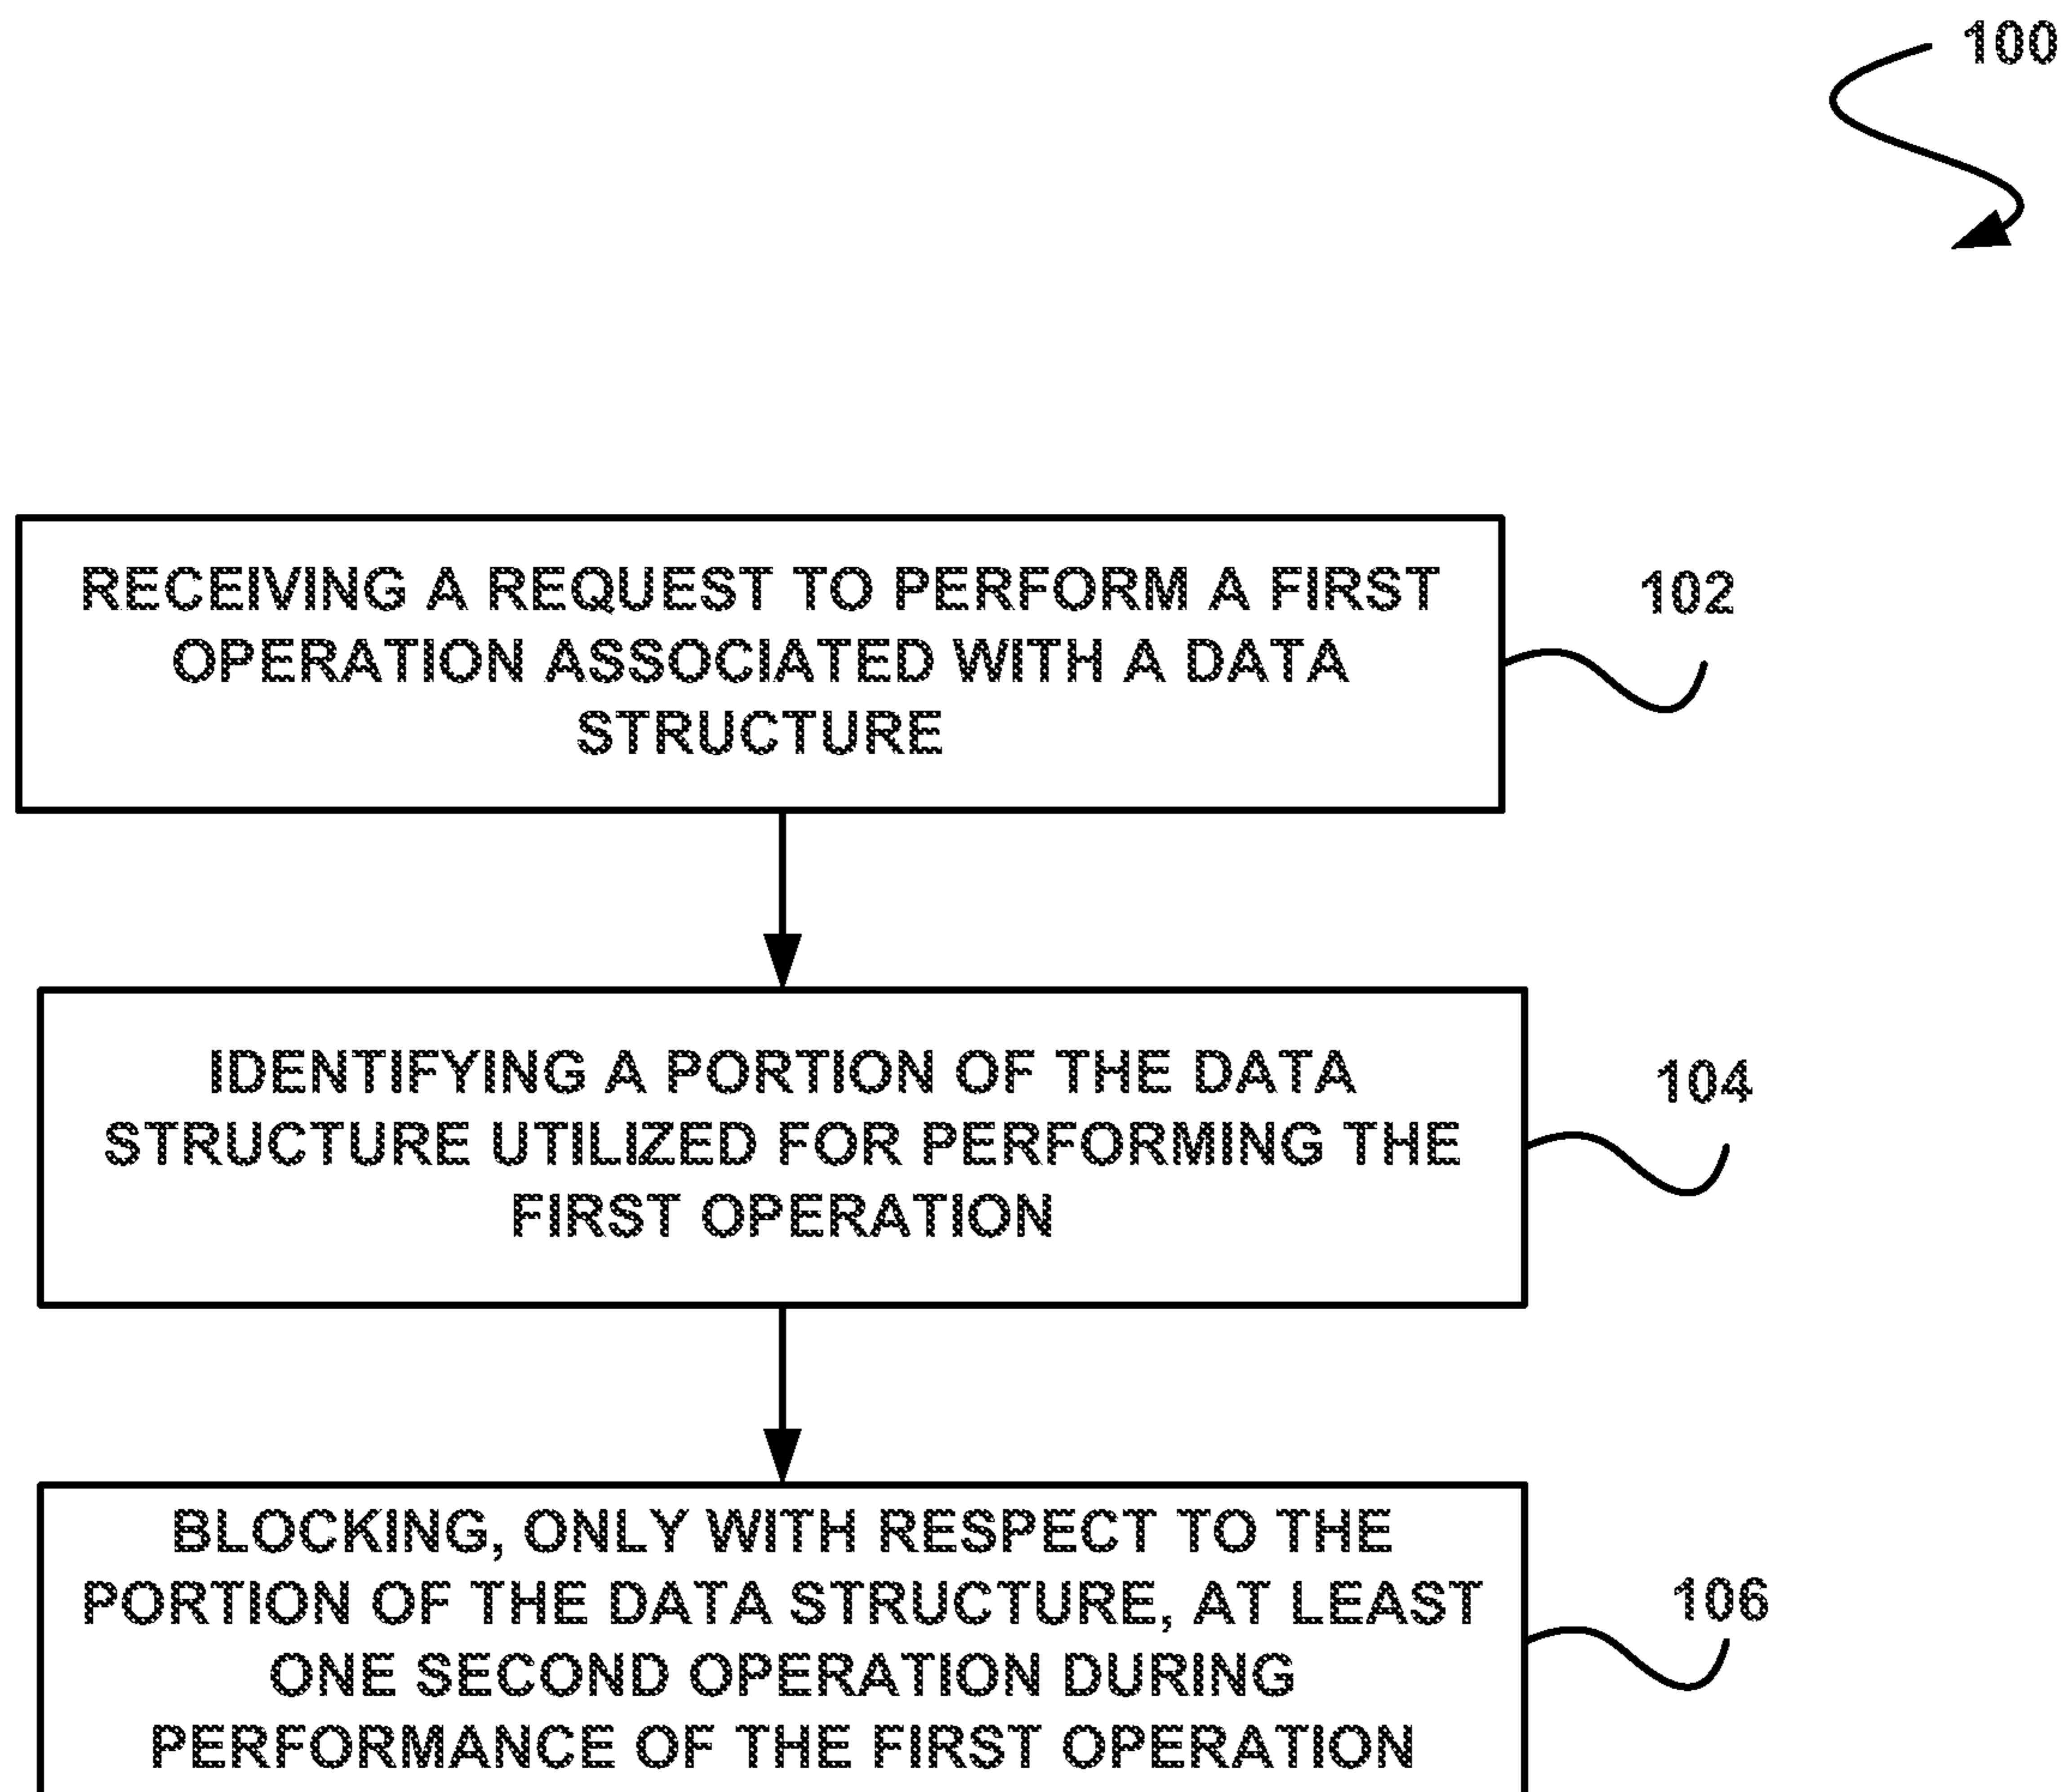 100
RECEIVING A REQUEST TO PERFORM A FIRST
OPERATION ASSOCIATED WITH A DATA
STRUCTURE
102
IDENTIFYING A PORTION OF THE DATA
STRUCTURE UTILIZED FOR PERFORMING THE
FIRST OPERATION
104
BLOCKING, ONLY WITH RESPECT TO THE
PORTION OF THE DATA STRUCTURE, AT LEAST
ONE SECOND OPERATION DURING
PERFORMANCE OF THE FIRST OPERATION
106